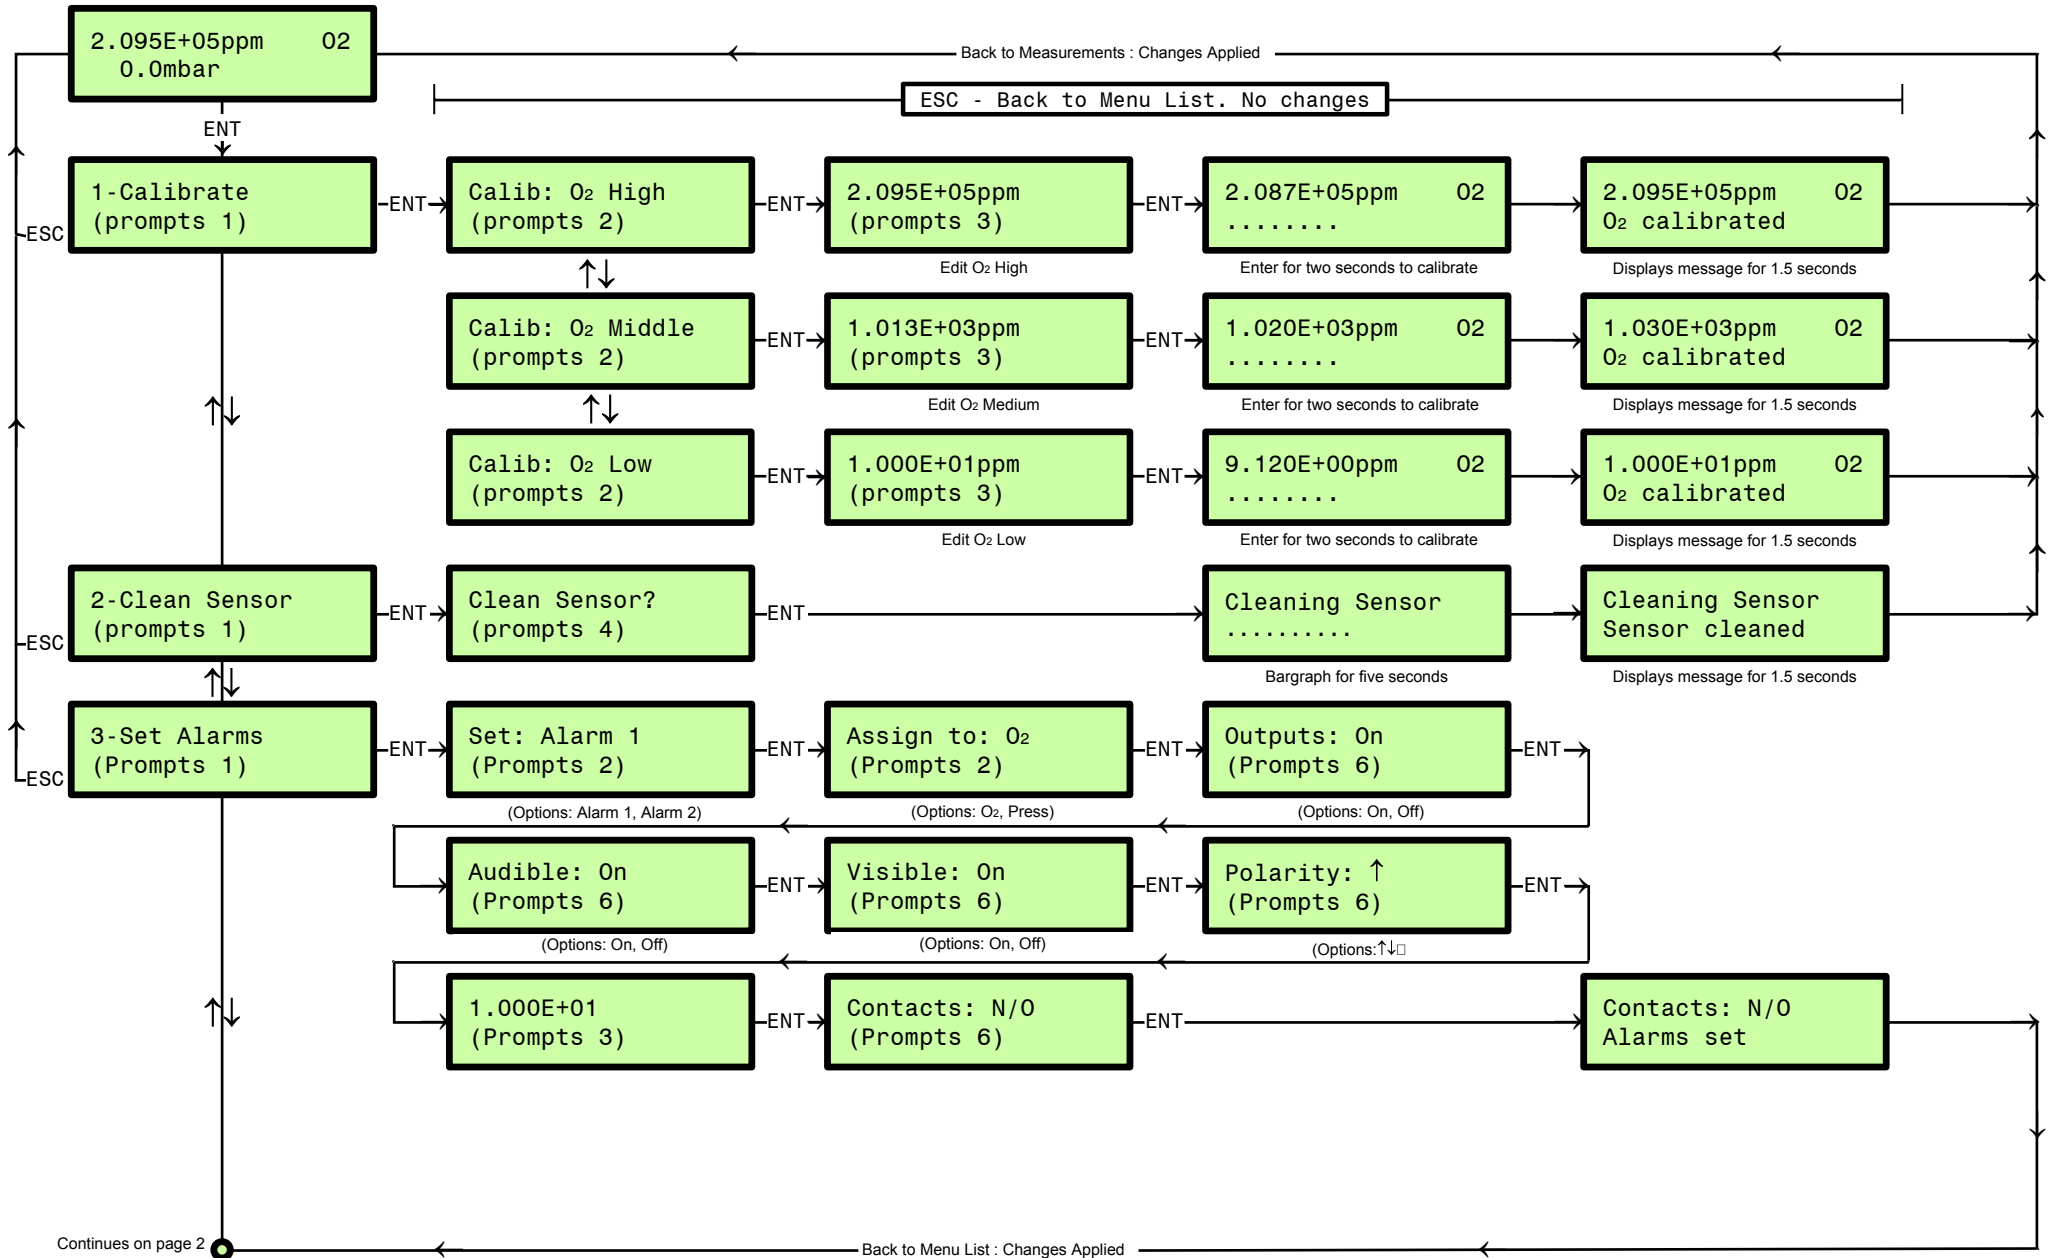 2.095E+05ppm O2
0.0mbar
Back to Measurements : Changes Applied
ESC - Back to Menu List. No changes
ENT
1-Calibrate
(prompts 1)
ENT
Calib: O2 High
(prompts 2)
ENT
2.095E+05ppm
(prompts 3)
ENT
2.087E+05ppm O2
........
2.095E+05ppm O2
O2 calibrated
ESC
Edit O2 High
Enter for two seconds to calibrate
Displays message for 1.5 seconds
↑↓
Calib: O2 Middle
(prompts 2)
ENT
1.013E+03ppm
(prompts 3)
ENT
1.020E+03ppm O2
........
1.030E+03ppm O2
O2 calibrated
Edit O2 Medium
Enter for two seconds to calibrate
Displays message for 1.5 seconds
↑↓
↑↓
Calib: O2 Low
(prompts 2)
ENT
1.000E+01ppm
(prompts 3)
ENT
9.120E+00ppm O2
........
1.000E+01ppm O2
O2 calibrated
Edit O2 Low
Enter for two seconds to calibrate
Displays message for 1.5 seconds
2-Clean Sensor
(prompts 1)
ENT
Clean Sensor?
(prompts 4)
ENT
Cleaning Sensor
..........
Cleaning Sensor
Sensor cleaned
ESC
Bargraph for five seconds
Displays message for 1.5 seconds
↑↓
3-Set Alarms
(Prompts 1)
ENT
Set: Alarm 1
(Prompts 2)
ENT
Assign to: O2
(Prompts 2)
ENT
Outputs: On
(Prompts 6)
ENT
ESC
(Options: Alarm 1, Alarm 2)
(Options: O2, Press)
(Options: On, Off)
Audible: On
(Prompts 6)
ENT
Visible: On
(Prompts 6)
ENT
Polarity: ↑
(Prompts 6)
ENT
(Options: On, Off)
(Options: On, Off)
(Options:↑↓□
↑↓
1.000E+01
(Prompts 3)
ENT
Contacts: N/O
(Prompts 6)
ENT
Contacts: N/O
Alarms set
Continues on page 2
Back to Menu List : Changes Applied